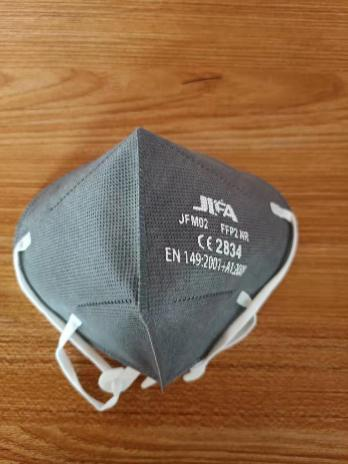 JIFA
JFM02 FFP2 NR
CE 2834
EN 149:2001+A1:2009